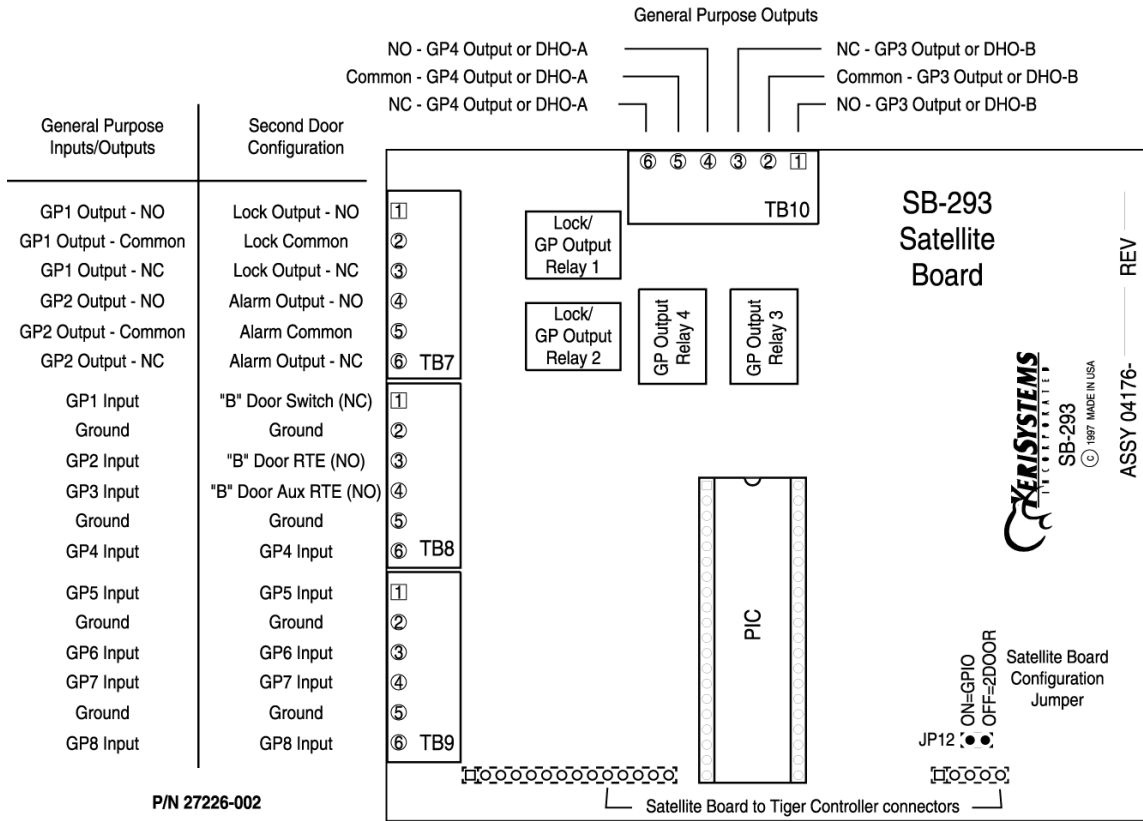 General Purpose Outputs
NO - GP4 Output or DHO-A
Common - GP4 Output or DHO-A
NC - GP4 Output or DHO-A
NC - GP3 Output or DHO-B
Common - GP3 Output or DHO-B
NO - GP3 Output or DHO-B
6 5 4 3 2 1
TB10
General Purpose
Inputs/Outputs
Second Door
Configuration
GP1 Output - NO Lock Output - NO 1
GP1 Output - Common Lock Common 2
GP1 Output - NC Lock Output - NC 3
GP2 Output - NO Alarm Output - NO 4
GP2 Output - Common Alarm Common 5
GP2 Output - NC Alarm Output - NC 6 TB7
GP1 Input "B" Door Switch (NC) 1
Ground Ground 2
GP2 Input "B" Door RTE (NO) 3
GP3 Input "B" Door Aux RTE (NO) 4
Ground Ground 5
GP4 Input GP4 Input 6 TB8
GP5 Input GP5 Input 1
Ground Ground 2
GP6 Input GP6 Input 3
GP7 Input GP7 Input 4
Ground Ground 5
GP8 Input GP8 Input 6 TB9
P/N 27226-002
Lock/
GP Output
Relay 1
Lock/
GP Output
Relay 2
GP Output
Relay 4
GP Output
Relay 3
SB-293
Satellite
Board
PIC
VERISYSTEMS
INCORPORATED
SB-293
© 1997 MADE IN USA
ASSY 04176- REV
ON=GPIO
OFF=2DOOR
JP12
Satellite Board
Configuration
Jumper
Satellite Board to Tiger Controller connectors